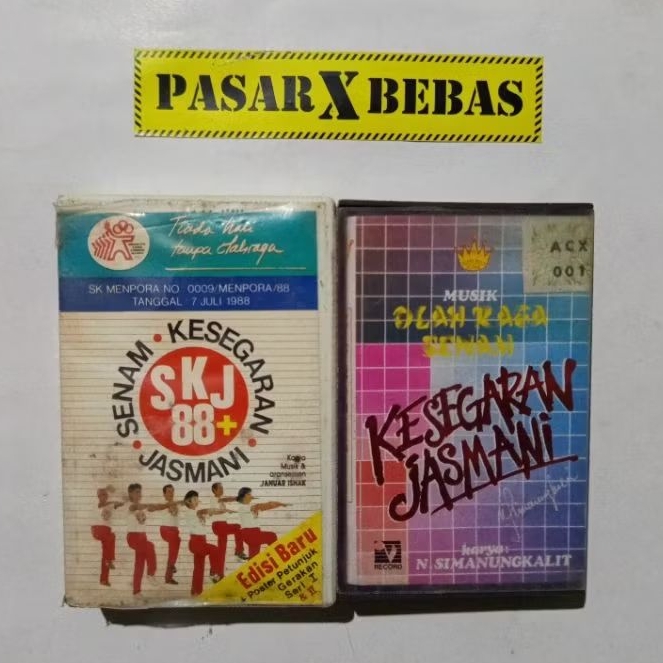 PASAR X BEBAS
Tiada Hari
tanpa Olahraga
SK MENPORA NO. 0009/MENPORA/88
TANGGAL : 7 JULI 1988
SENAM • KESEGARAN • JASMANI •
SKJ
88+
Karya
Musik &
aransemen
JANUAR ISHAK
Edisi Baru
+ Poster Petunjuk
Gerakan
Seri I
& II
ACX
001
MUSIK
OLAH RAGA
SENAM
KESEGARAN
JASMANI
karya:
N. SIMANUNGKALIT
RECORD